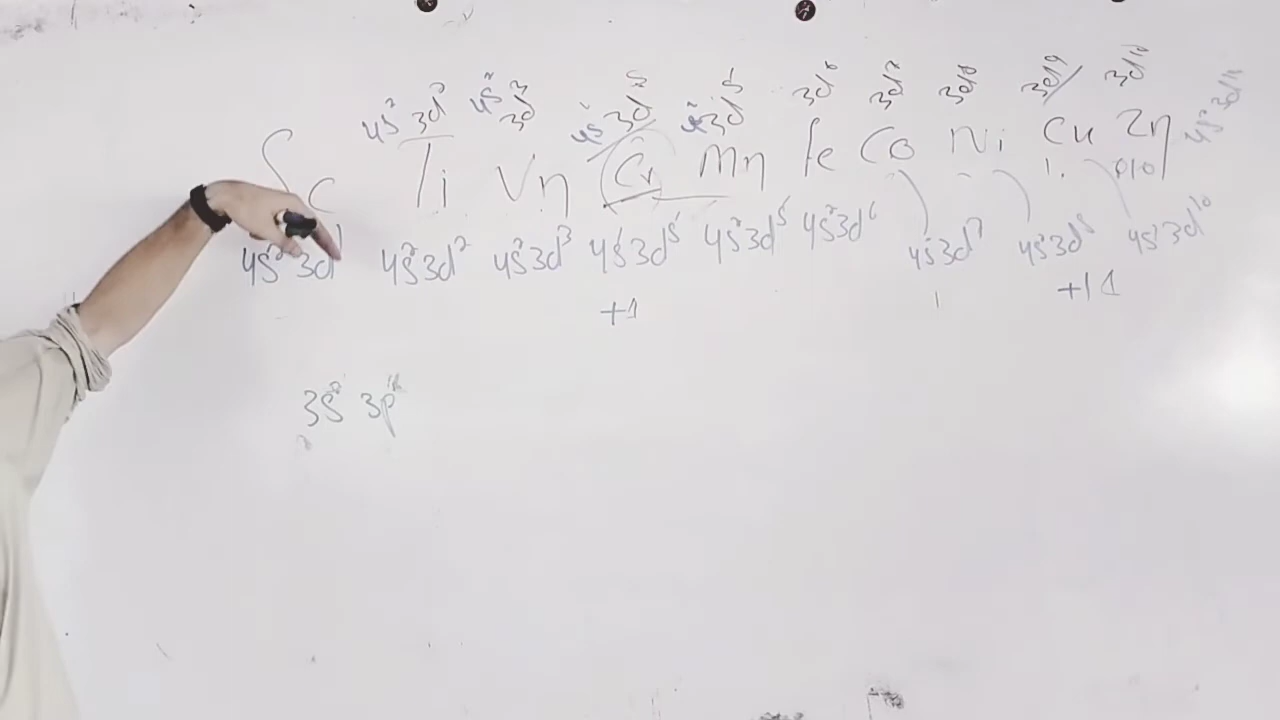 4s² 3d² 4s² 3d³ 4s¹ 3d⁵ 4s² 3d⁵ 3d⁶ 3d⁷ 3d⁸ 3d⁹ 3d¹⁰
Sc Ti Vn Cr Mn Fe Co Ni Cu Zn 4s² 3d¹⁰
4s² 3d¹ 4s² 3d² 4s² 3d³ 4s¹ 3d⁵ 4s² 3d⁵ 4s² 3d⁶ 4s² 3d⁷ 4s² 3d⁸ 4s¹ 3d¹⁰
+1 +1 1
3s² 3p⁶